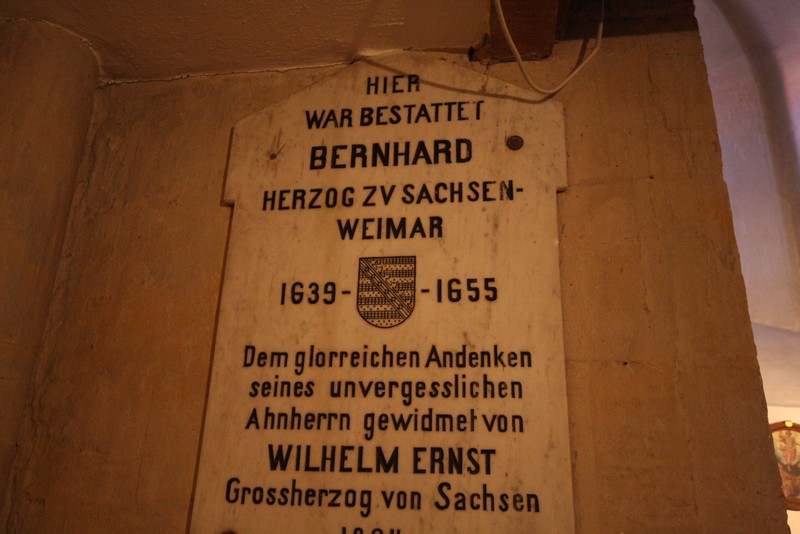 HIER
WAR BESTATTET
BERNHARD
HERZOG ZV SACHSEN-
WEIMAR
1639- -1655
Dem glorreichen Andenken
seines unvergesslichen
Ahnherrn gewidmet von
WILHELM ERNST
Grossherzog von Sachsen